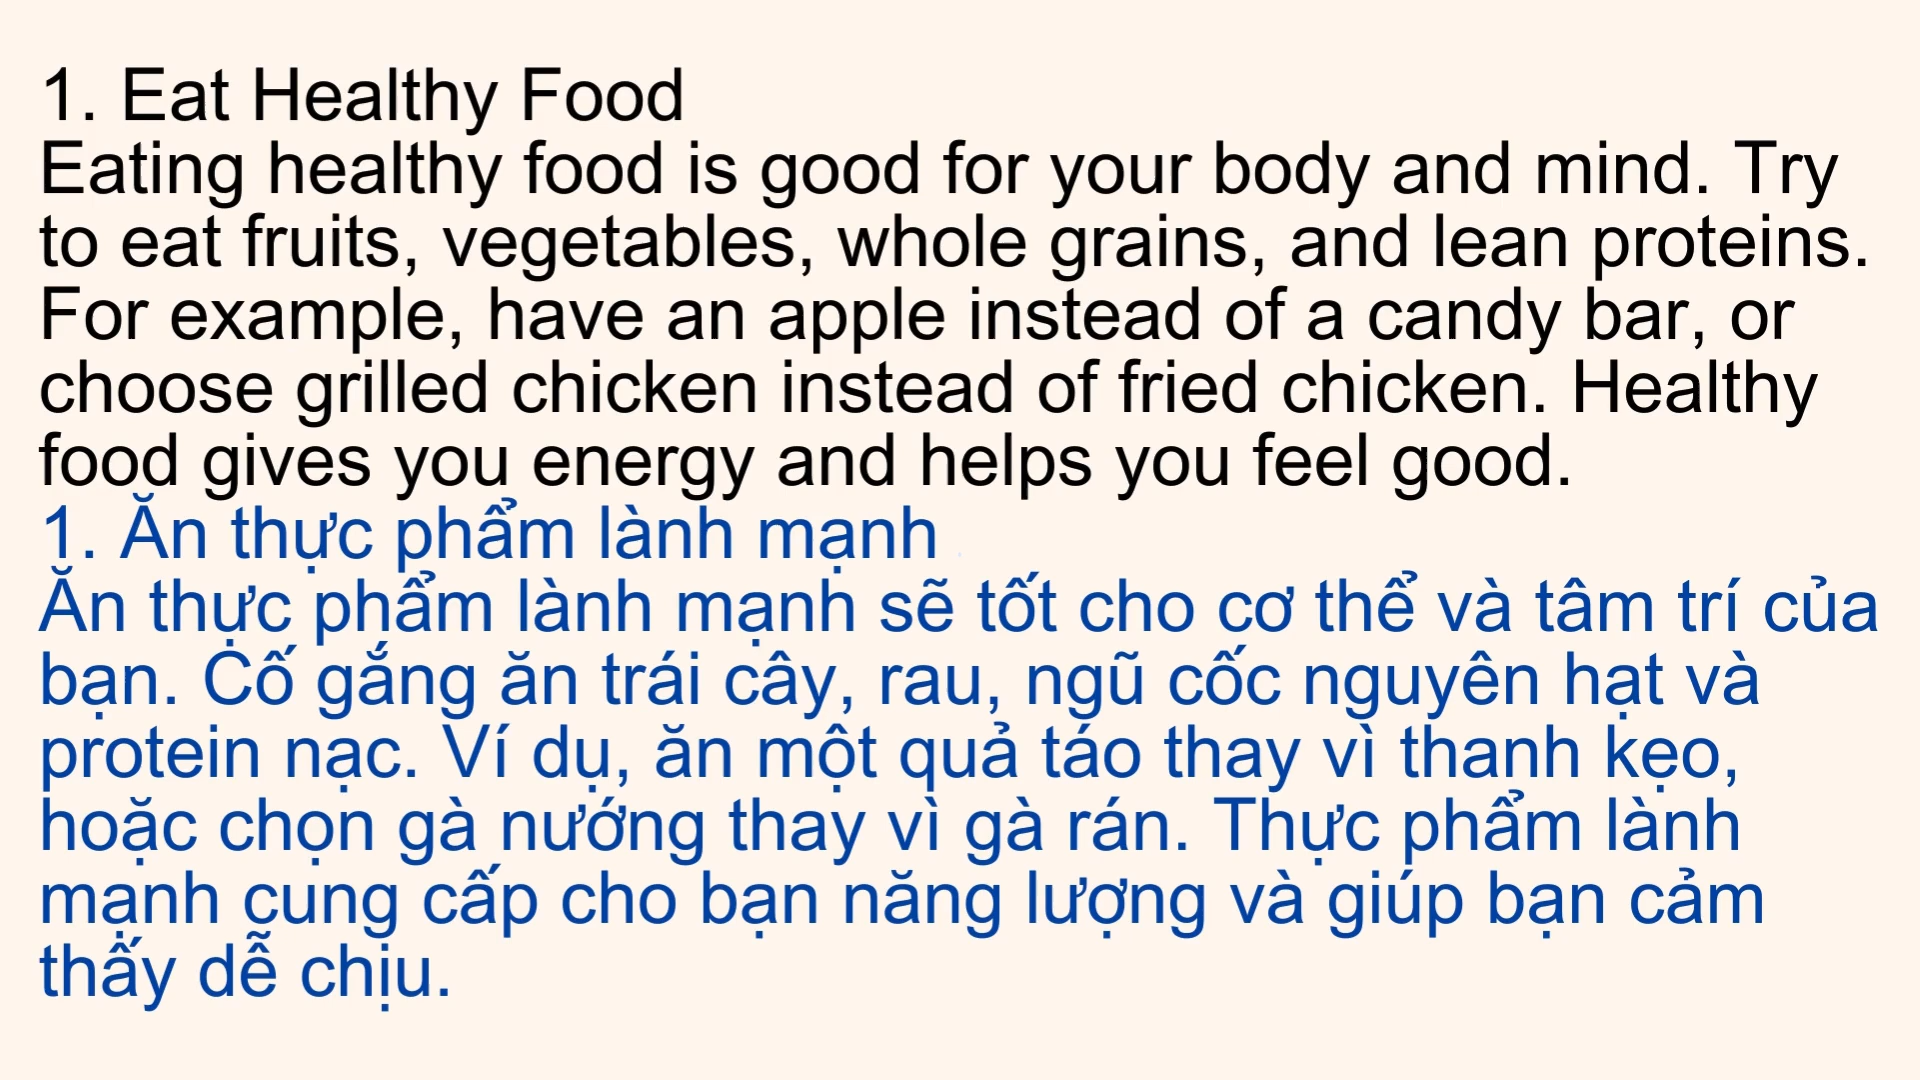 1. Eat Healthy Food
Eating healthy food is good for your body and mind. Try
to eat fruits, vegetables, whole grains, and lean proteins.
For example, have an apple instead of a candy bar, or
choose grilled chicken instead of fried chicken. Healthy
food gives you energy and helps you feel good.
1. Ăn thực phẩm lành mạnh
Ăn thực phẩm lành mạnh sẽ tốt cho cơ thể và tâm trí của
bạn. Cố gắng ăn trái cây, rau, ngũ cốc nguyên hạt và
protein nạc. Ví dụ, ăn một quả táo thay vì thanh kẹo,
hoặc chọn gà nướng thay vì gà rán. Thực phẩm lành
mạnh cung cấp cho bạn năng lượng và giúp bạn cảm
thấy dễ chịu.